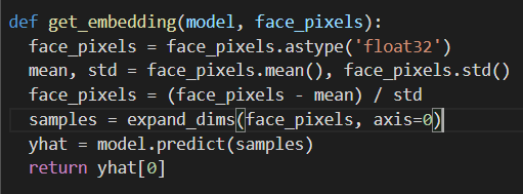 def get_embedding(model, face_pixels):
  face_pixels = face_pixels.astype('float32')
  mean, std = face_pixels.mean(), face_pixels.std()
  face_pixels = (face_pixels - mean) / std
  samples = expand_dims(face_pixels, axis=0)
  yhat = model.predict(samples)
  return yhat[0]